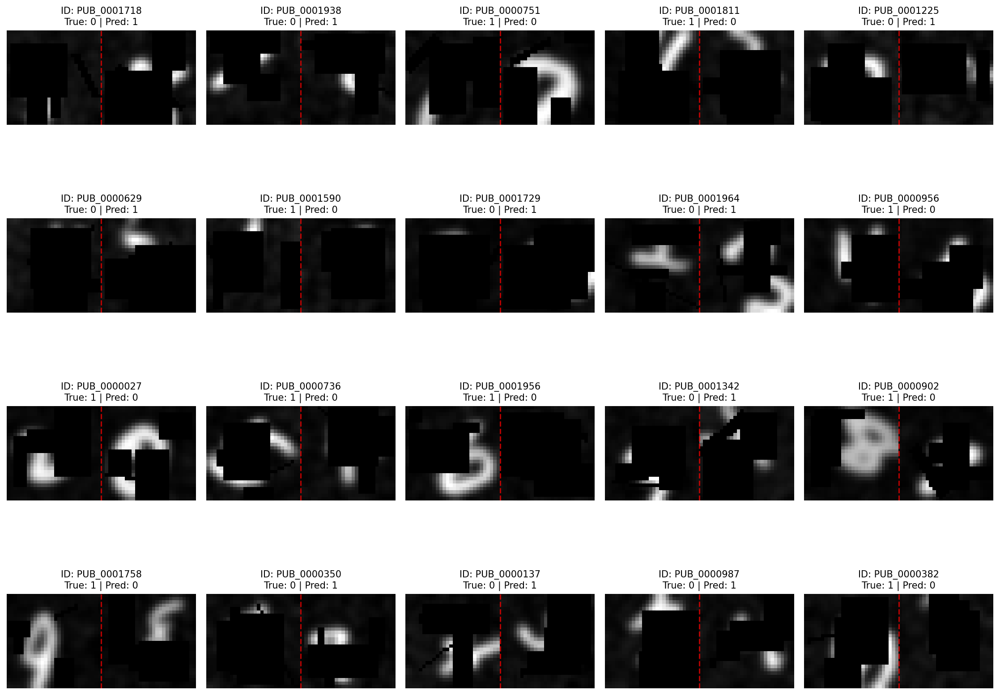 ID: PUB_0001718
True: 0 | Pred: 1
ID: PUB_0001938
True: 0 | Pred: 1
ID: PUB_0000751
True: 1 | Pred: 0
ID: PUB_0001811
True: 1 | Pred: 0
ID: PUB_0001225
True: 0 | Pred: 1
ID: PUB_0000629
True: 0 | Pred: 1
ID: PUB_0001590
True: 1 | Pred: 0
ID: PUB_0001729
True: 0 | Pred: 1
ID: PUB_0001964
True: 0 | Pred: 1
ID: PUB_0000956
True: 1 | Pred: 0
ID: PUB_0000027
True: 1 | Pred: 0
ID: PUB_0000736
True: 1 | Pred: 0
ID: PUB_0001956
True: 1 | Pred: 0
ID: PUB_0001342
True: 0 | Pred: 1
ID: PUB_0000902
True: 1 | Pred: 0
ID: PUB_0001758
True: 1 | Pred: 0
ID: PUB_0000350
True: 0 | Pred: 1
ID: PUB_0000137
True: 0 | Pred: 1
ID: PUB_0000987
True: 0 | Pred: 1
ID: PUB_0000382
True: 1 | Pred: 0